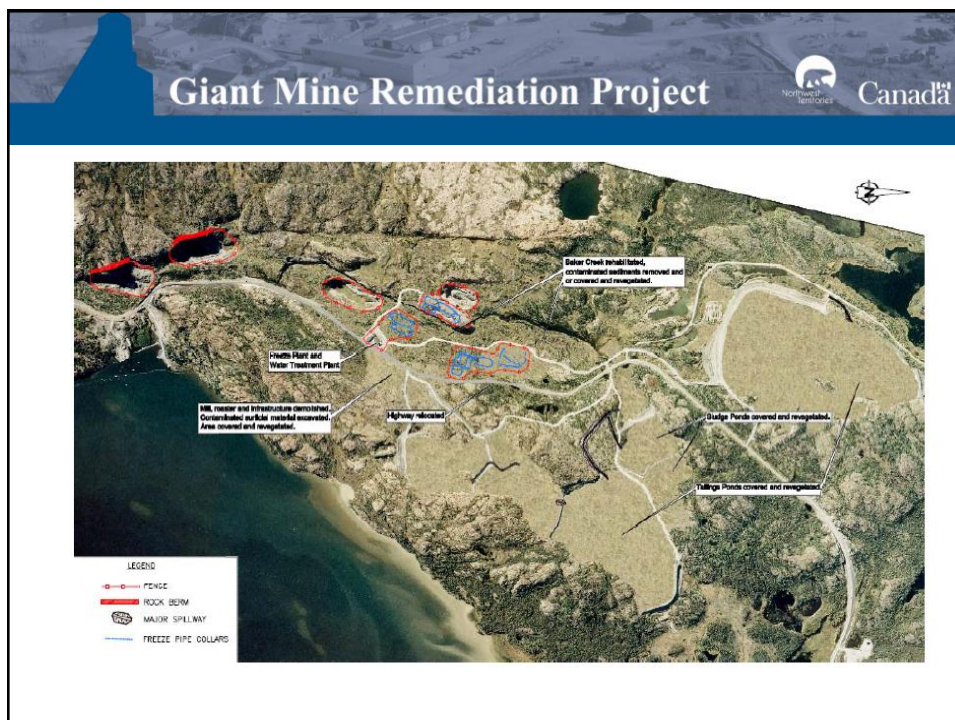 Giant Mine Remediation Project
Northwest
Territories
Canada
N
Baker Creek rehabilitated,
contaminated sediments removed and
or covered and revegetated.
Freeze Plant and
Water Treatment Plant
Mill, roaster and infrastructure demolished.
Contaminated surficial material excavated.
Area covered and revegetated.
Highway relocated
Sludge Ponds covered and revegetated.
Tailings Ponds covered and revegetated.
LEGEND
FENCE
ROCK BERM
MAJOR SPILLWAY
FREEZE PIPE COLLARS